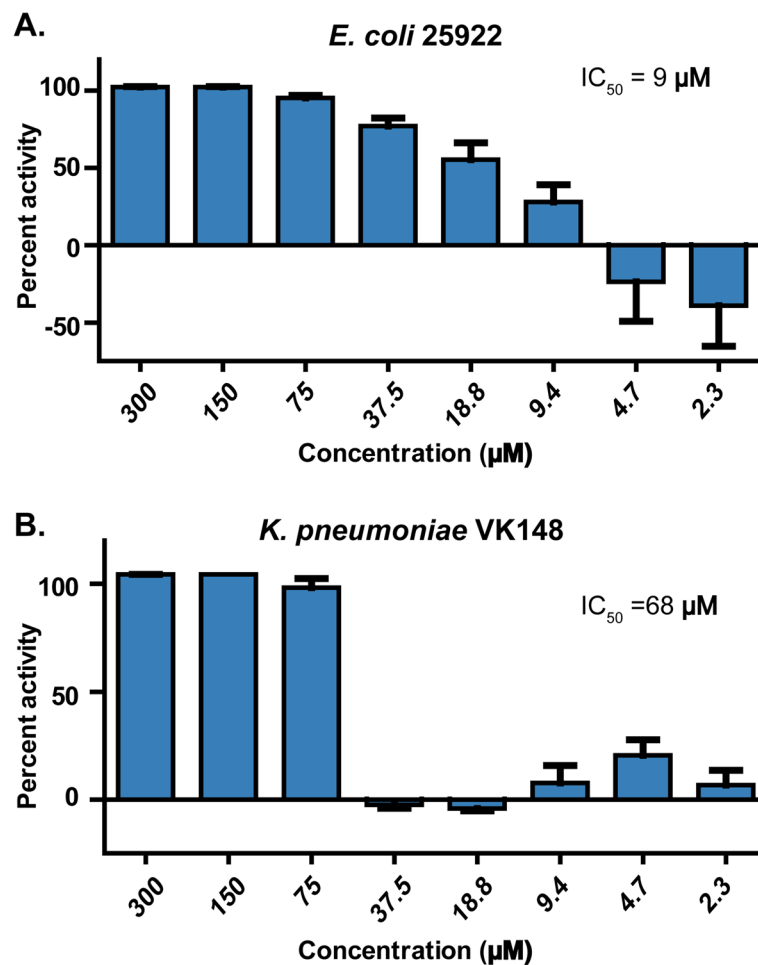 A.
E. coli 25922
IC50 = 9 µM
Percent activity
100
50
0
-50
300
150
75
37.5
18.8
9.4
4.7
2.3
Concentration (µM)
B.
K. pneumoniae VK148
IC50 =68 µM
Percent activity
100
50
0
300
150
75
37.5
18.8
9.4
4.7
2.3
Concentration (µM)